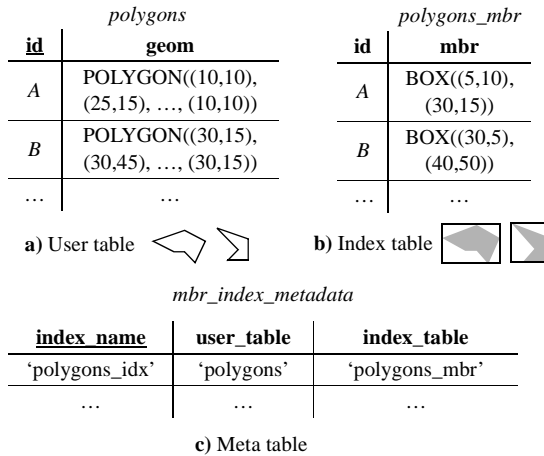 polygons
id geom
A POLYGON((10,10),
(25,15), …, (10,10))
B POLYGON((30,15),
(30,45), …, (30,15))
… …
a) User table
polygons_mbr
id mbr
A BOX((5,10),
(30,15))
B BOX((30,5),
(40,50))
… …
b) Index table
mbr_index_metadata
index_name user_table index_table
‘polygons_idx’ ‘polygons’ ‘polygons_mbr’
… … …
c) Meta table